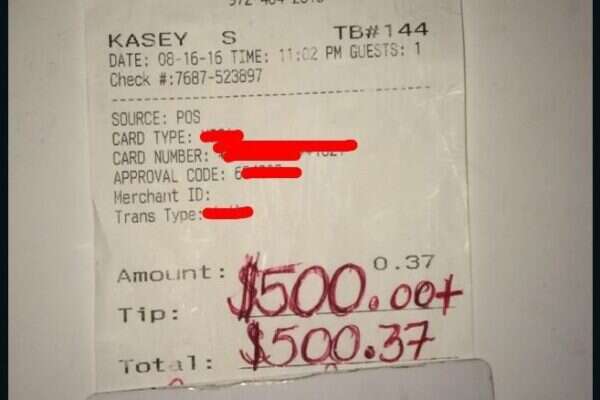 KASEY S TB#144
DATE: 08-16-16 TIME: 11:02 PM GUESTS: 1
Check #:7687-523897
SOURCE: POS
CARD TYPE:
CARD NUMBER:
APPROVAL CODE: 6
Merchant ID:
Trans Type:
Amount: 0.37
Tip: $500.00+
Total: $500.37